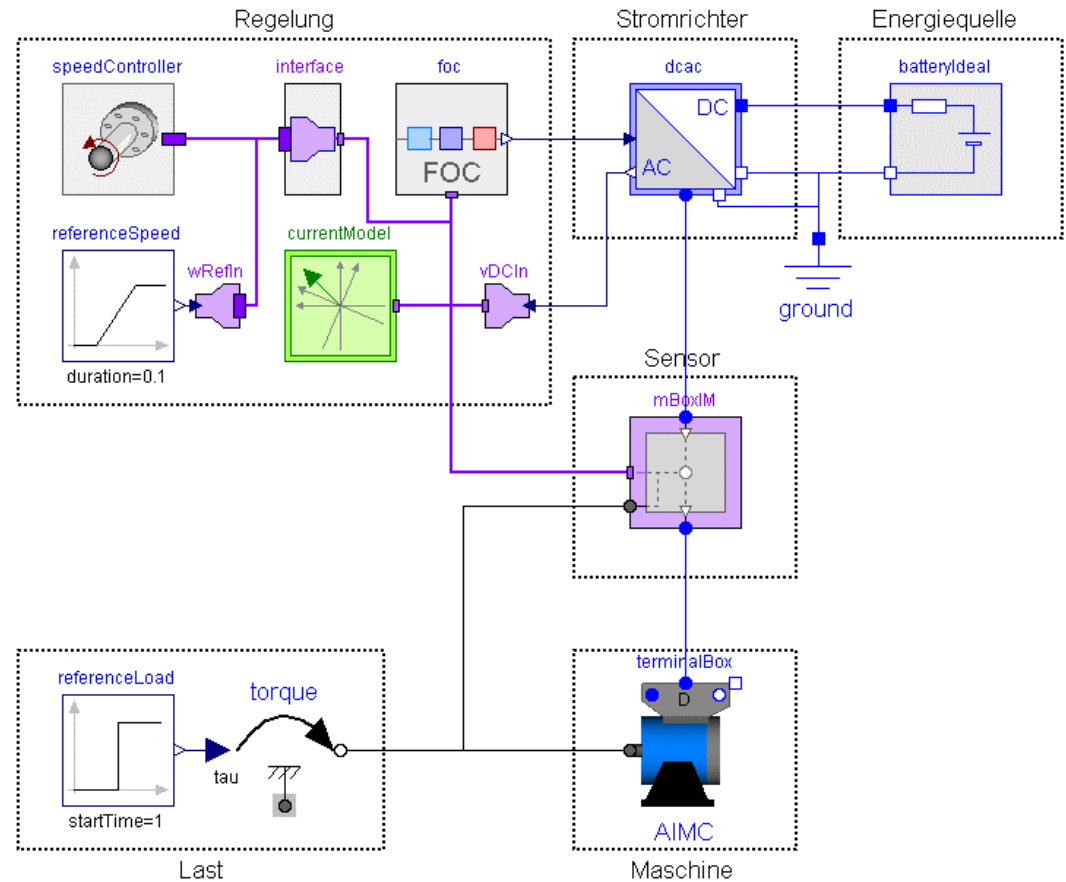 Regelung
Stromrichter
Energiequelle
speedController
interface
foc
dcac
batteryIdeal
DC
AC
FOC
referenceSpeed
currentModel
wRefIn
vDCIn
ground
duration=0.1
Sensor
mBoxIM
referenceLoad
torque
terminalBox
D
tau
startTime=1
AIMC
Last
Maschine